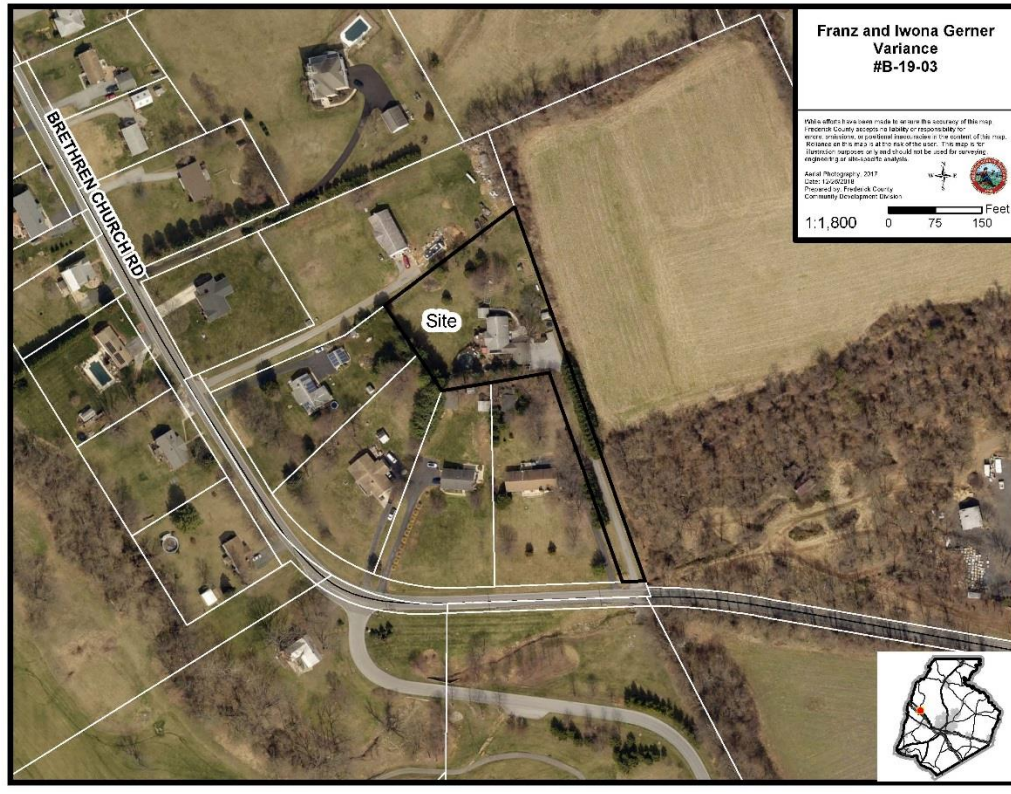 Franz and Iwona Gerner
Variance
#B-19-03
While efforts have been made to ensure the accuracy of this map,
Frederick County accepts no liability or responsibility for
errors, omissions, or positional inaccuracies in the content of this map.
Reliance on this map is at the risk of the user. This map is for
illustration purposes only and should not be used for surveying,
engineering or site-specific analysis.
Aerial Photography: 2017
Date: 12/26/2018
Prepared by: Frederick County
Community Development Division
N
W E
S
1:1,800
Feet
0 75 150
BRETHREN CHURCH RD
Site